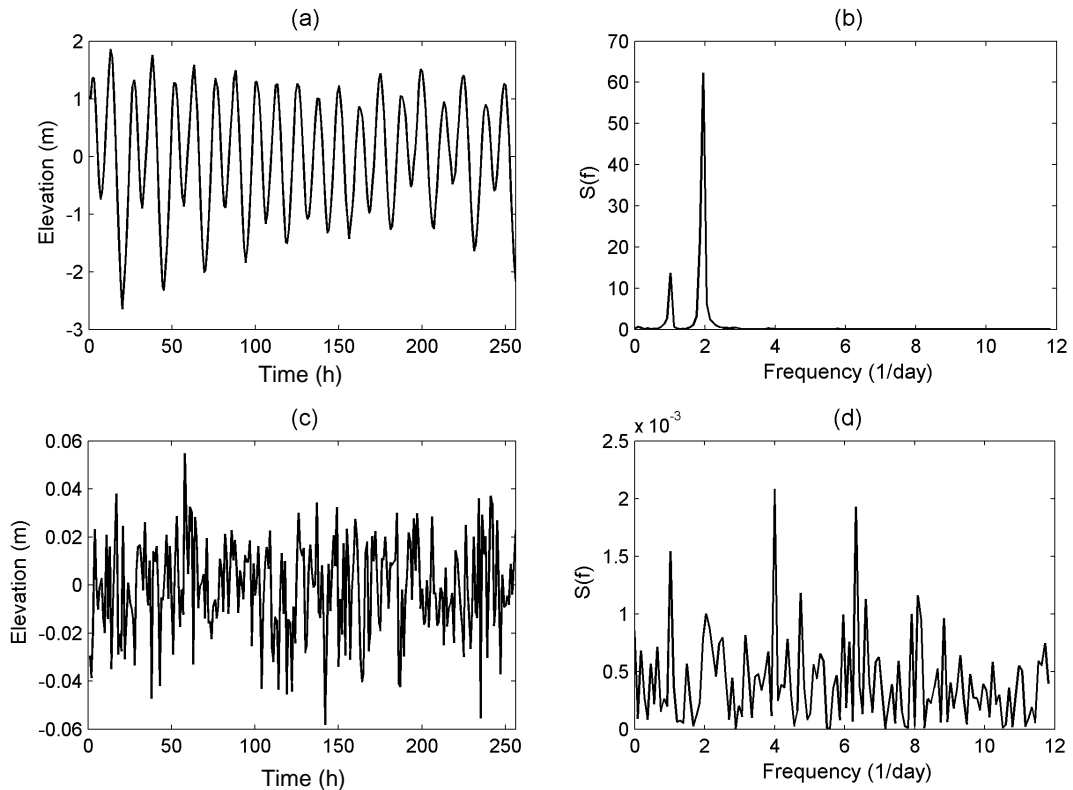 (a)
2
1
0
-1
-2
-3
0 50 100 150 200 250
Elevation (m)
Time (h)
(b)
70
60
50
40
30
20
10
0
0 2 4 6 8 10 12
S(f)
Frequency (1/day)
(c)
0.06
0.04
0.02
0
-0.02
-0.04
-0.06
0 50 100 150 200 250
Elevation (m)
Time (h)
(d)
x 10⁻³
2.5
2
1.5
1
0.5
0
0 2 4 6 8 10 12
S(f)
Frequency (1/day)